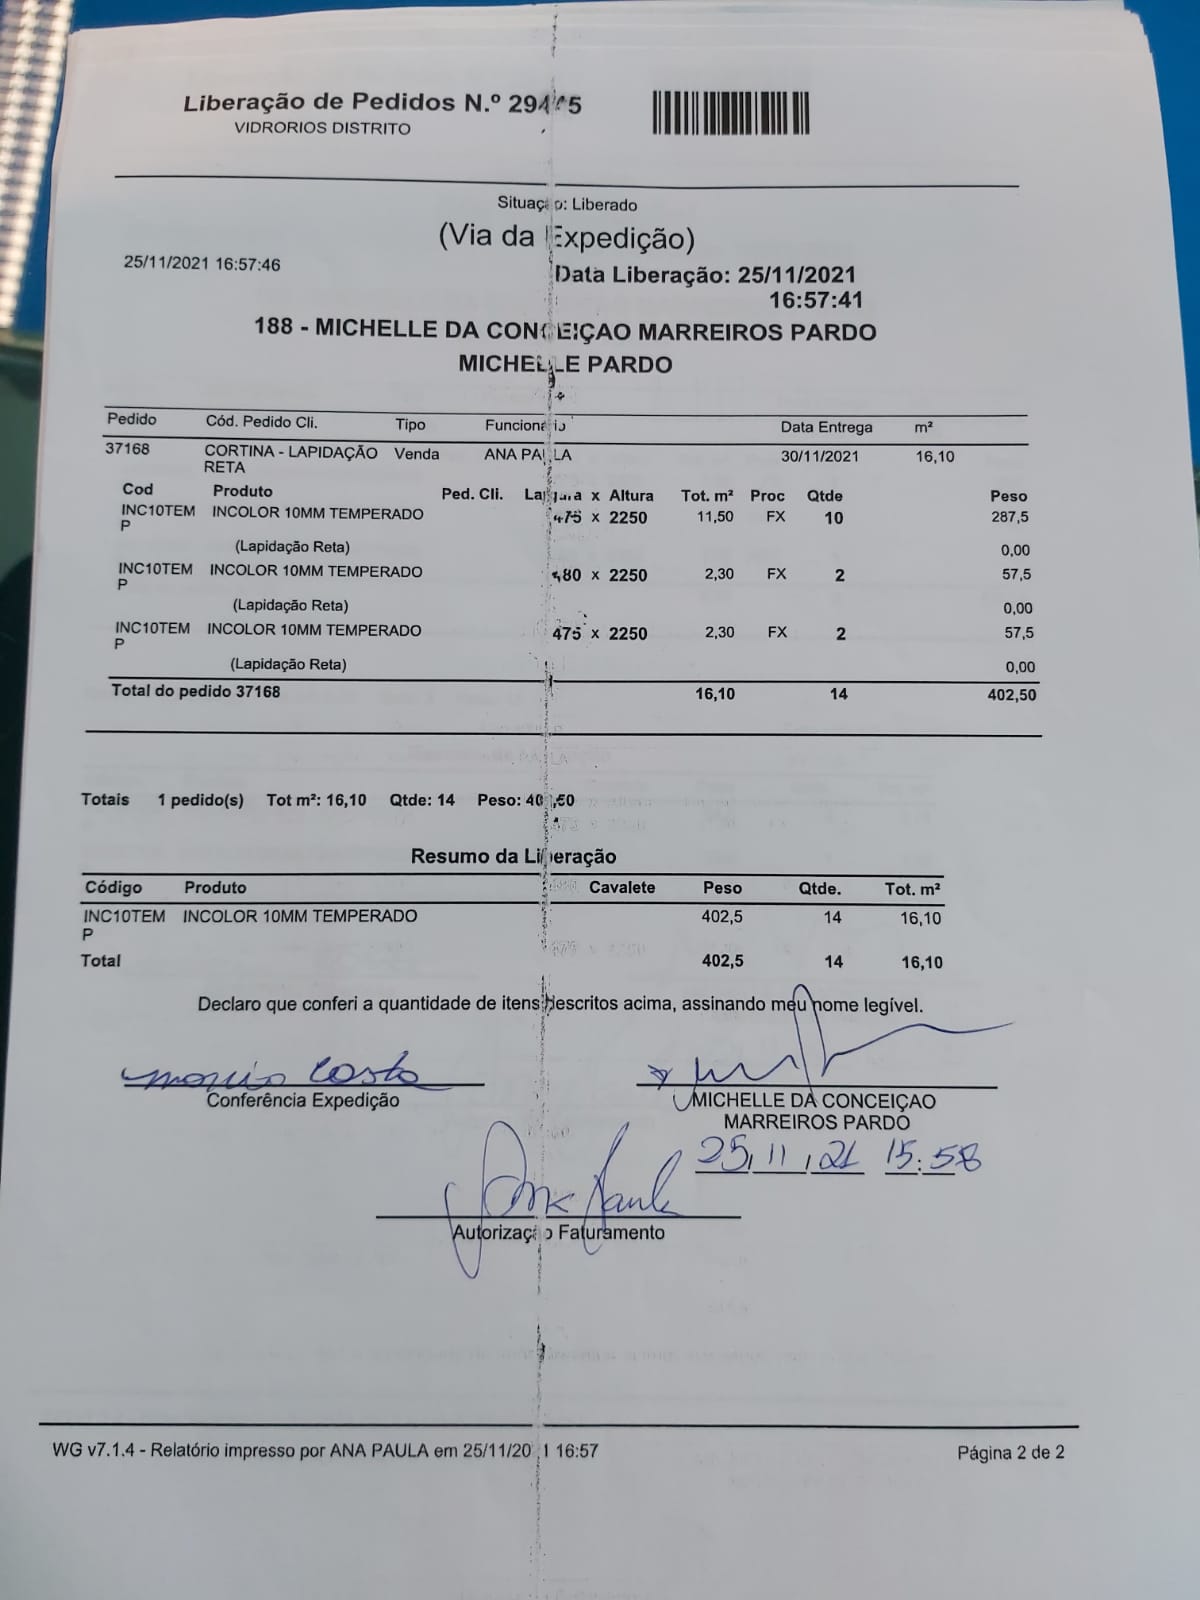 Liberação de Pedidos N.º
VIDRORIOS DISTRITO
Situação: Liberado
(Via da Expedição)
25/11/2021 16:57:46
Data Liberação: 25/11/2021
16:57:41
188 - MICHELLE DA CONCEIÇAO MARREIROS PARDO
MICHELLE PARDO
Pedido Cód. Pedido Cli. Tipo Funcionário Data Entrega m²
37168 CORTINA - LAPIDAÇÃO Venda ANA PAULA 30/11/2021 16,10
RETA
Cod Produto Ped. Cli. Largura x Altura Tot. m² Proc Qtde Peso
INC10TEM INCOLOR 10MM TEMPERADO 475 x 2250 11,50 FX 10 287,5
P
(Lapidação Reta) 0,00
INC10TEM INCOLOR 10MM TEMPERADO 480 x 2250 2,30 FX 2 57,5
P
(Lapidação Reta) 0,00
INC10TEM INCOLOR 10MM TEMPERADO 475 x 2250 2,30 FX 2 57,5
P
(Lapidação Reta) 0,00
Total do pedido 37168 16,10 14 402,50
Totais 1 pedido(s) Tot m²: 16,10 Qtde: 14 Peso: 402,50
Resumo da Liberação
Código Produto Cavalete Peso Qtde. Tot. m²
INC10TEM INCOLOR 10MM TEMPERADO 402,5 14 16,10
P
Total 402,5 14 16,10
Declaro que conferi a quantidade de itens descritos acima, assinando meu nome legível.
Costa
Conferência Expedição
MICHELLE DA CONCEIÇAO
MARREIROS PARDO
25/11/21 15:58
Ana Paula
Autorização Faturamento
WG v7.1.4 - Relatório impresso por ANA PAULA em 25/11/2021 16:57
Página 2 de 2